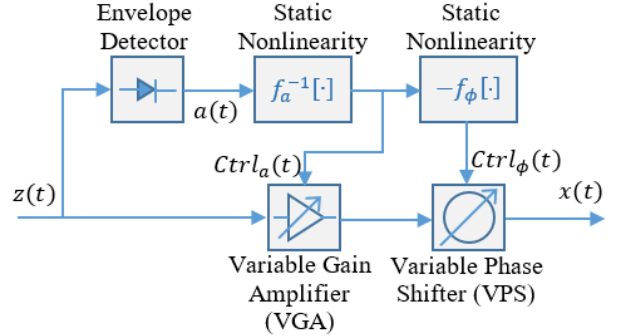 Envelope
Detector
Static
Nonlinearity
Static
Nonlinearity
a(t)
f_a^{-1}[·]
−f_ϕ[·]
Ctrl_a(t)
Ctrl_ϕ(t)
z(t)
x(t)
Variable Gain
Amplifier
(VGA)
Variable Phase
Shifter (VPS)